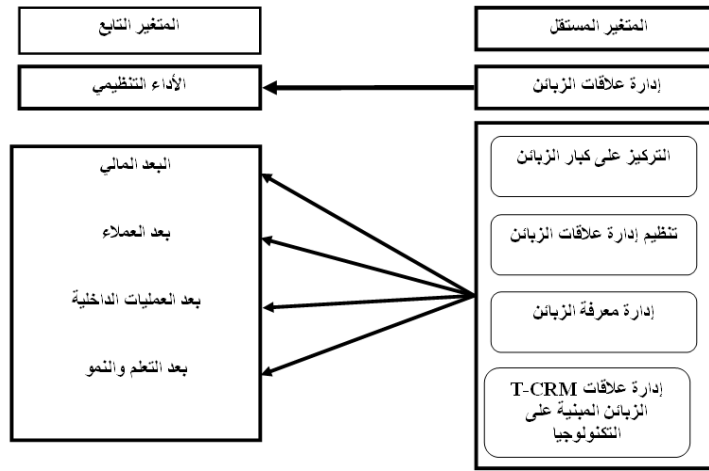 المتغير المستقل
المتغير التابع
إدارة علاقات الزبائن
الأداء التنظيمي
التركيز على كبار الزبائن
تنظيم إدارة علاقات الزبائن
إدارة معرفة الزبائن
إدارة علاقات T-CRM
الزبائن المبنية على
التكنولوجيا
البعد المالي
بعد العملاء
بعد العمليات الداخلية
بعد التعلم والنمو